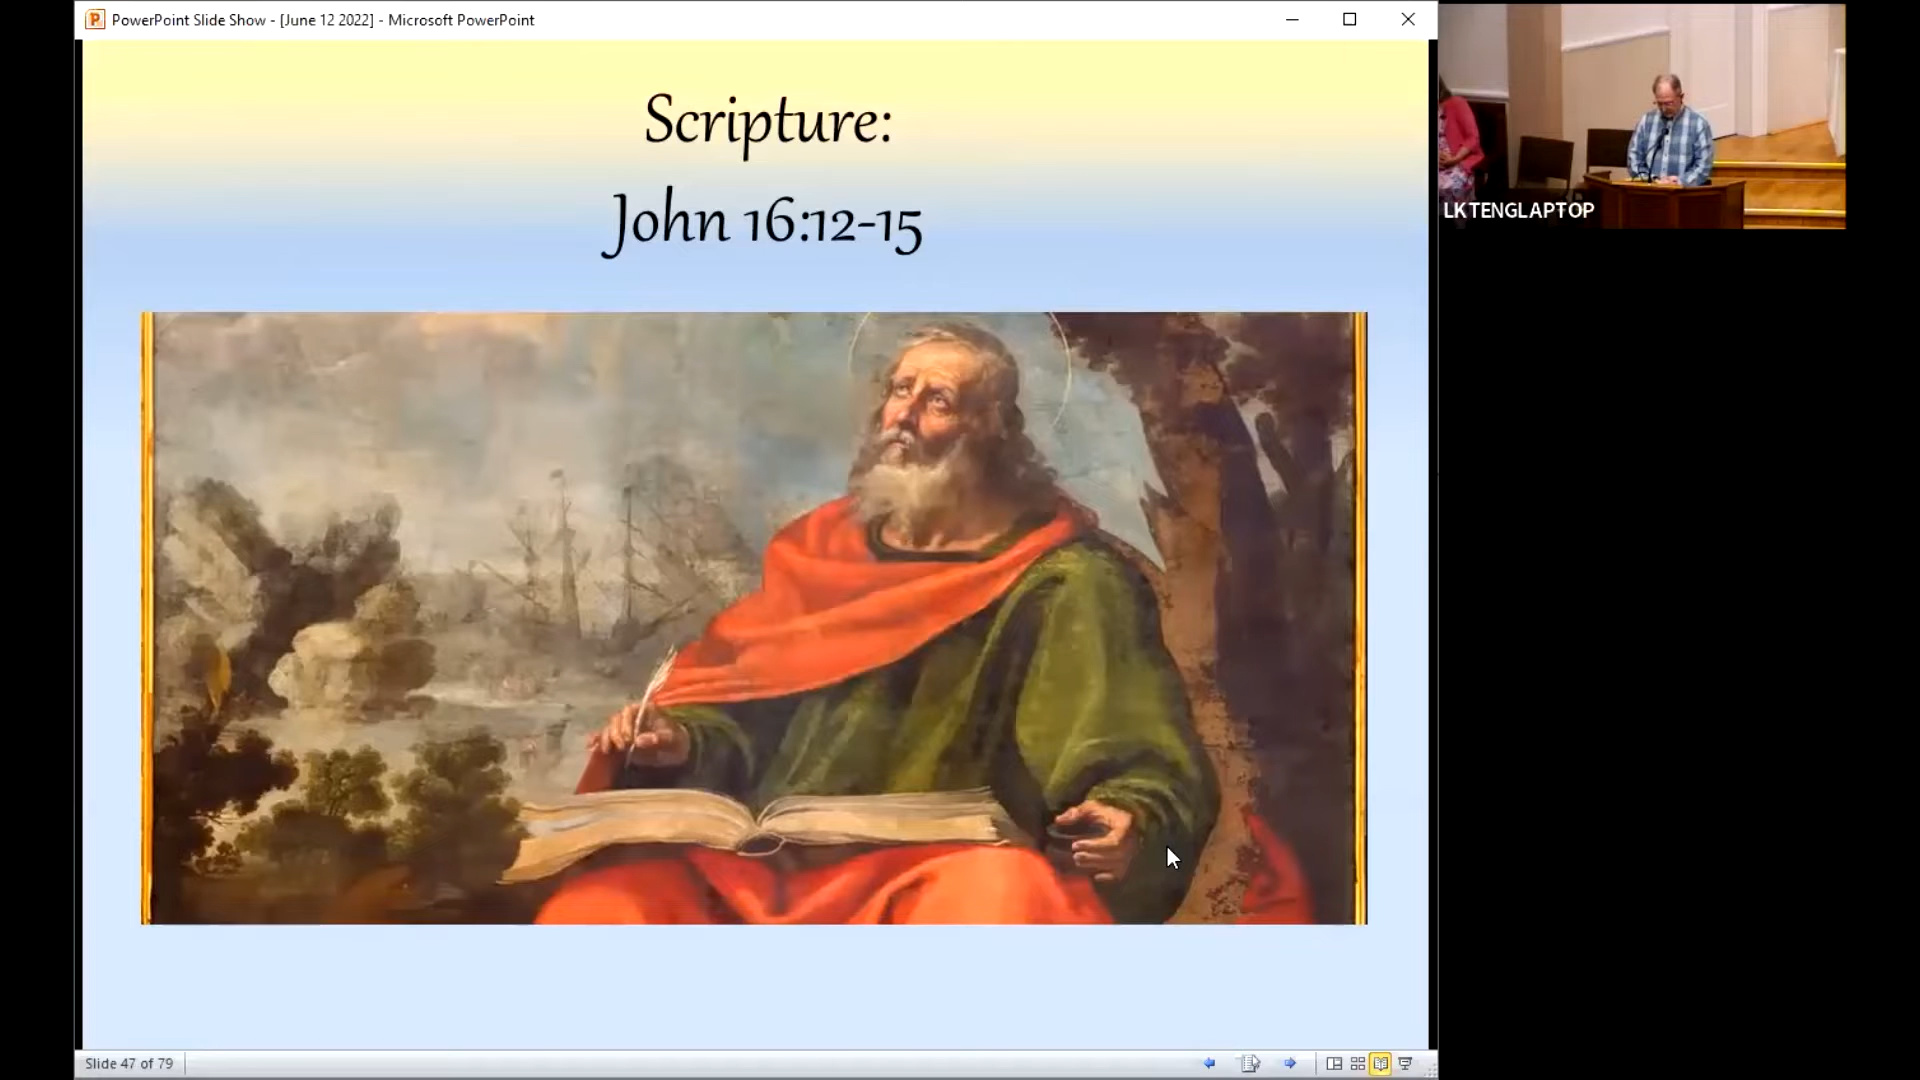 PowerPoint Slide Show - [June 12 2022] - Microsoft PowerPoint
Scripture:
John 16:12-15
LKTENGLAPTOP
Slide 47 of 79